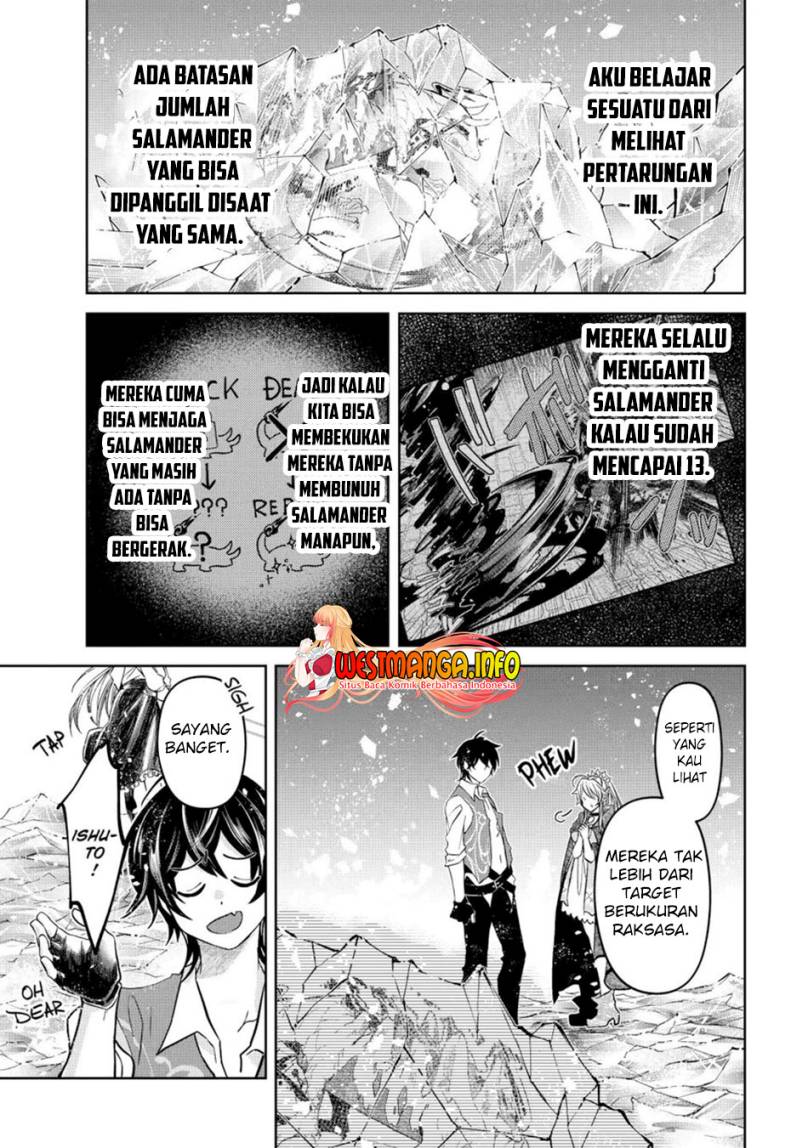 AKU BELAJAR
SESUATU DARI
MELIHAT
PERTARUNGAN
INI.
ADA BATASAN
JUMLAH
SALAMANDER
YANG BISA
DIPANGGIL DISAAT
YANG SAMA.
MEREKA SELALU
MENGGANTI
SALAMANDER
KALAU SUDAH
MENCAPAI 13.
JADI KALAU
KITA BISA
MEMBEKUKAN
MEREKA TANPA
MEMBUNUH
SALAMANDER
MANAPUN,
MEREKA CUMA
BISA MENJAGA
SALAMANDER
YANG MASIH
ADA TANPA
BISA
BERGERAK.
???
?
WESTMANGA.INFO
Situs Baca Komik Berbahasa Indonesia
SEPERTI
YANG
KAU
LIHAT
PHEW
MEREKA TAK
LEBIH DARI
TARGET
BERUKURAN
RAKSASA.
SIGH
SAYANG
BANGET.
TAP
ISHU-
TO!
OH
DEAR